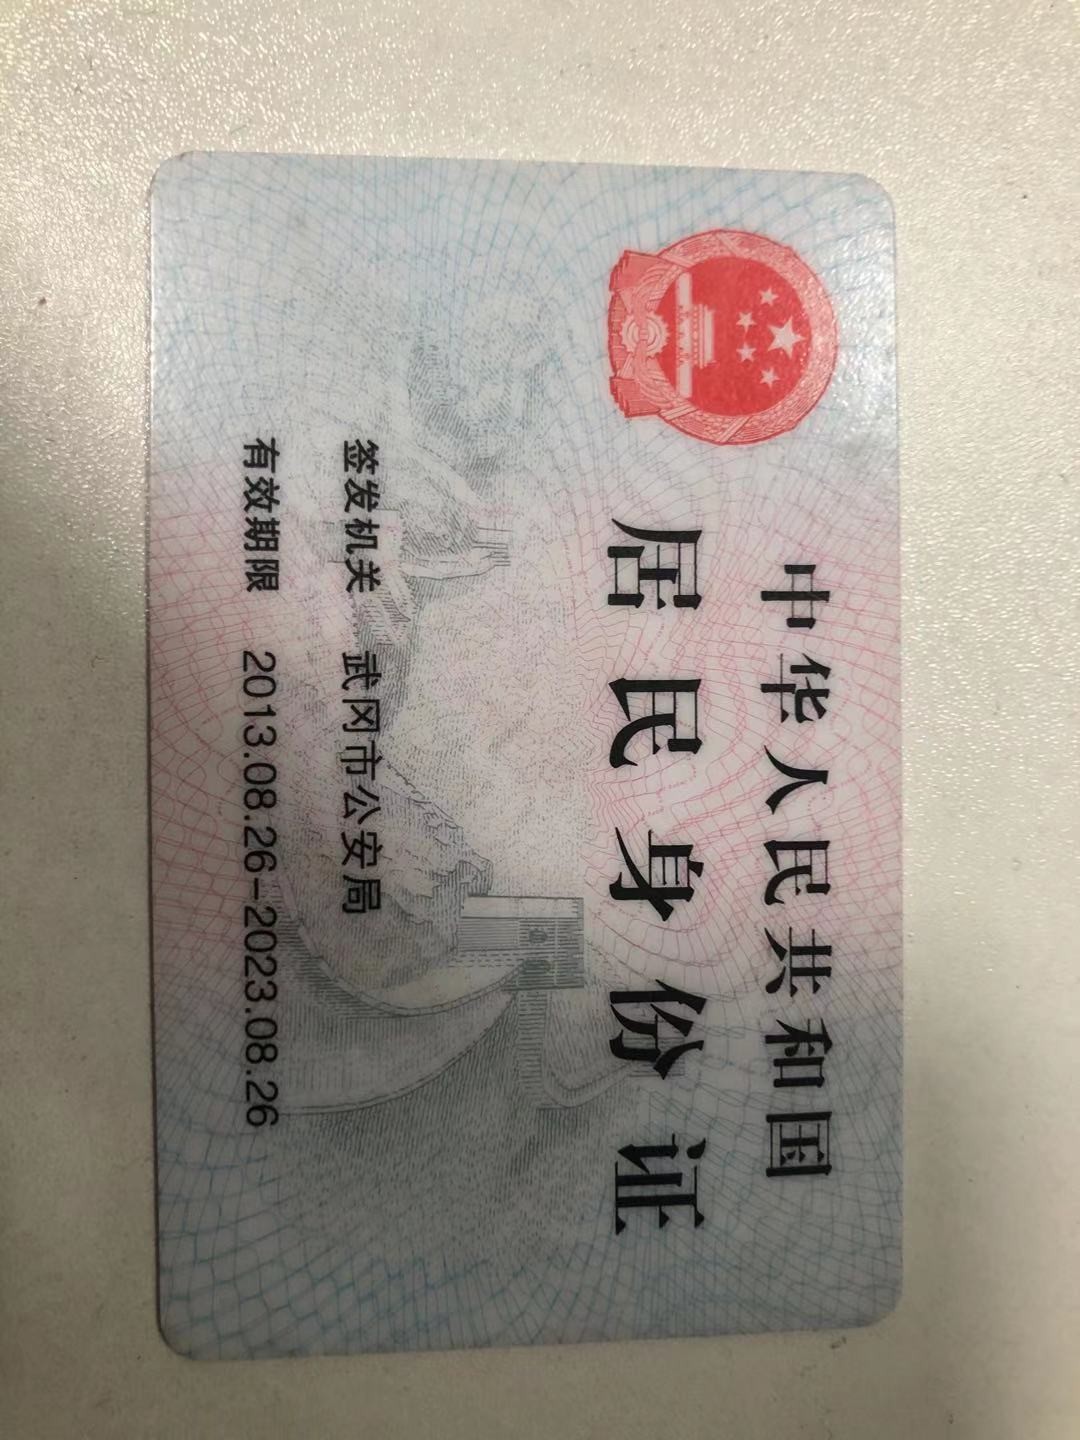 中华人民共和国
居民身份证
签发机关 武冈市公安局
有效期限 2013.08.26-2023.08.26